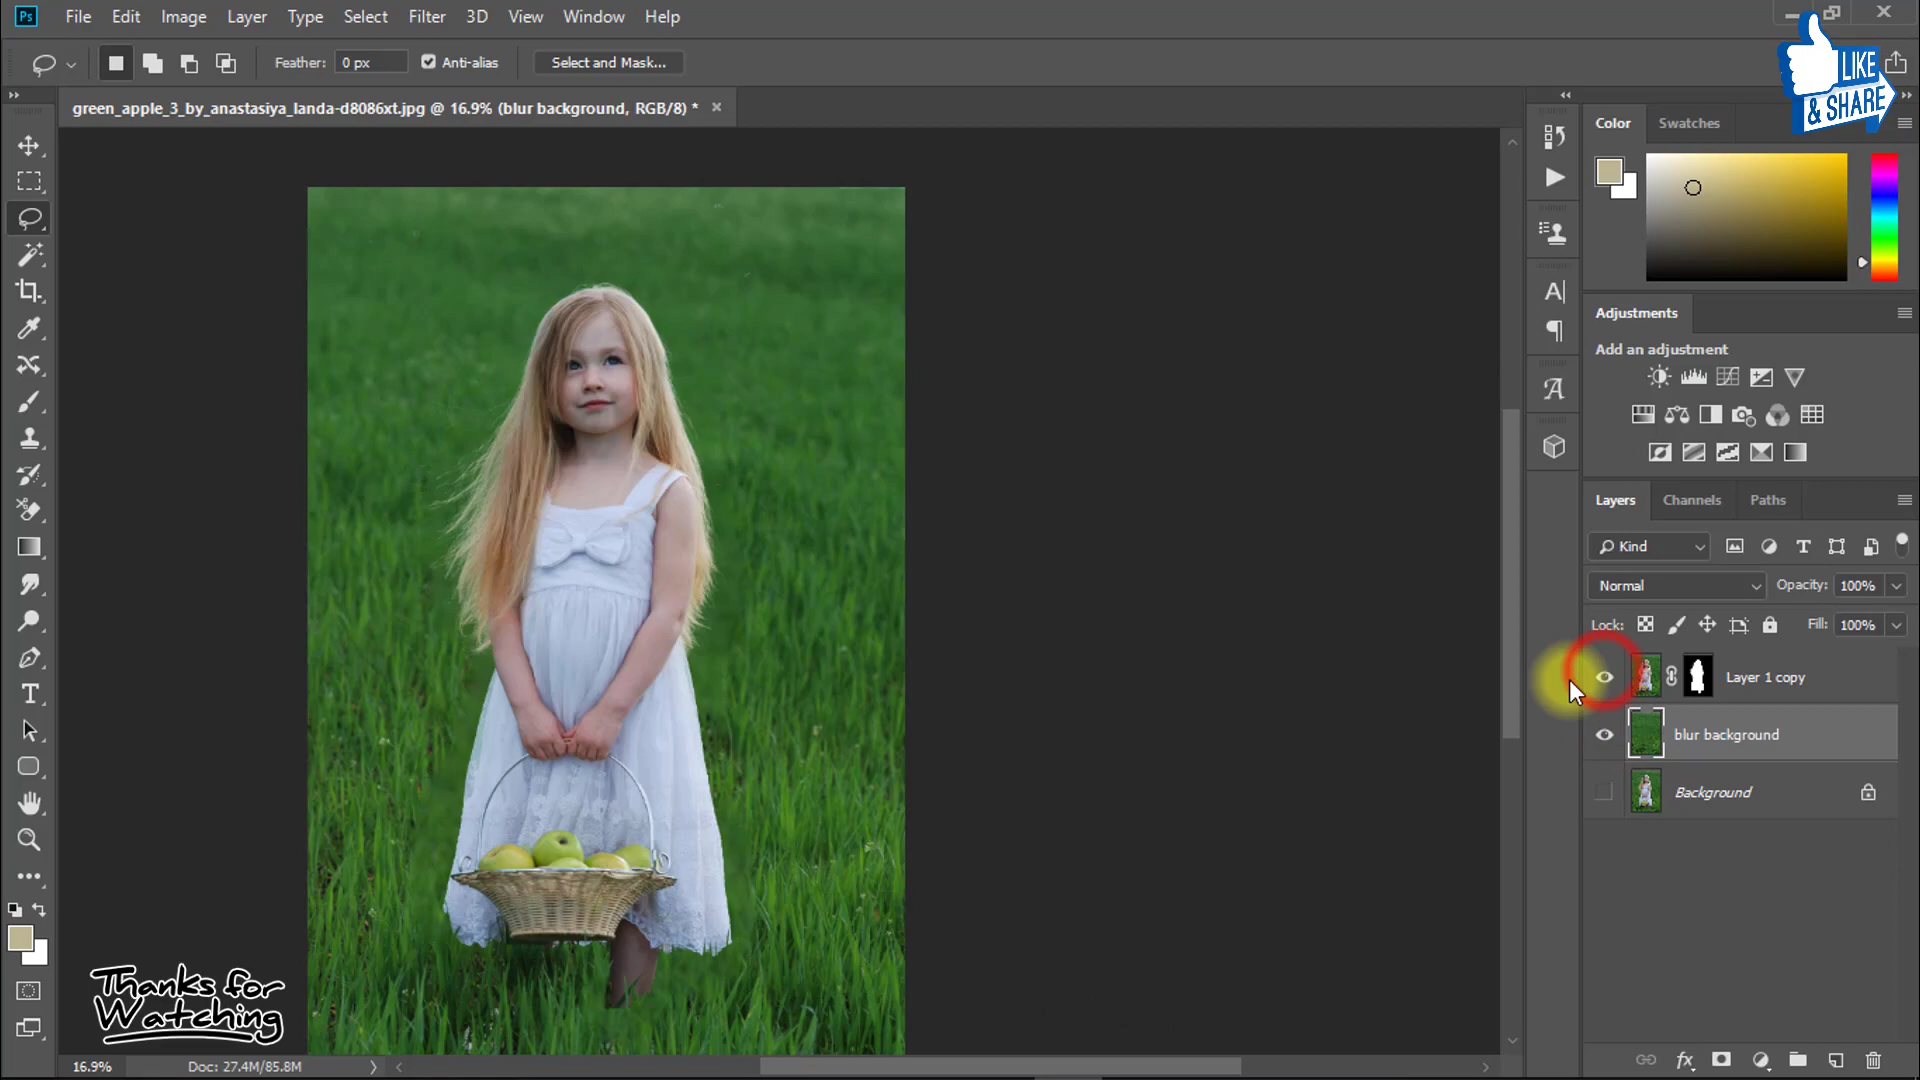 Ps File Edit Image Layer Type Select Filter 3D View Window Help
Feather: 0 px Anti-alias Select and Mask...
LIKE
& SHARE
green_apple_3_by_anastasiya_landa-d8086xt.jpg @ 16.9% (blur background, RGB/8) *
Color Swatches
Adjustments
Add an adjustment
Layers Channels Paths
Kind
Normal Opacity: 100%
Lock: Fill: 100%
Layer 1 copy
blur background
Background
Thanks for
Watching
16.9% Doc: 27.4M/85.8M